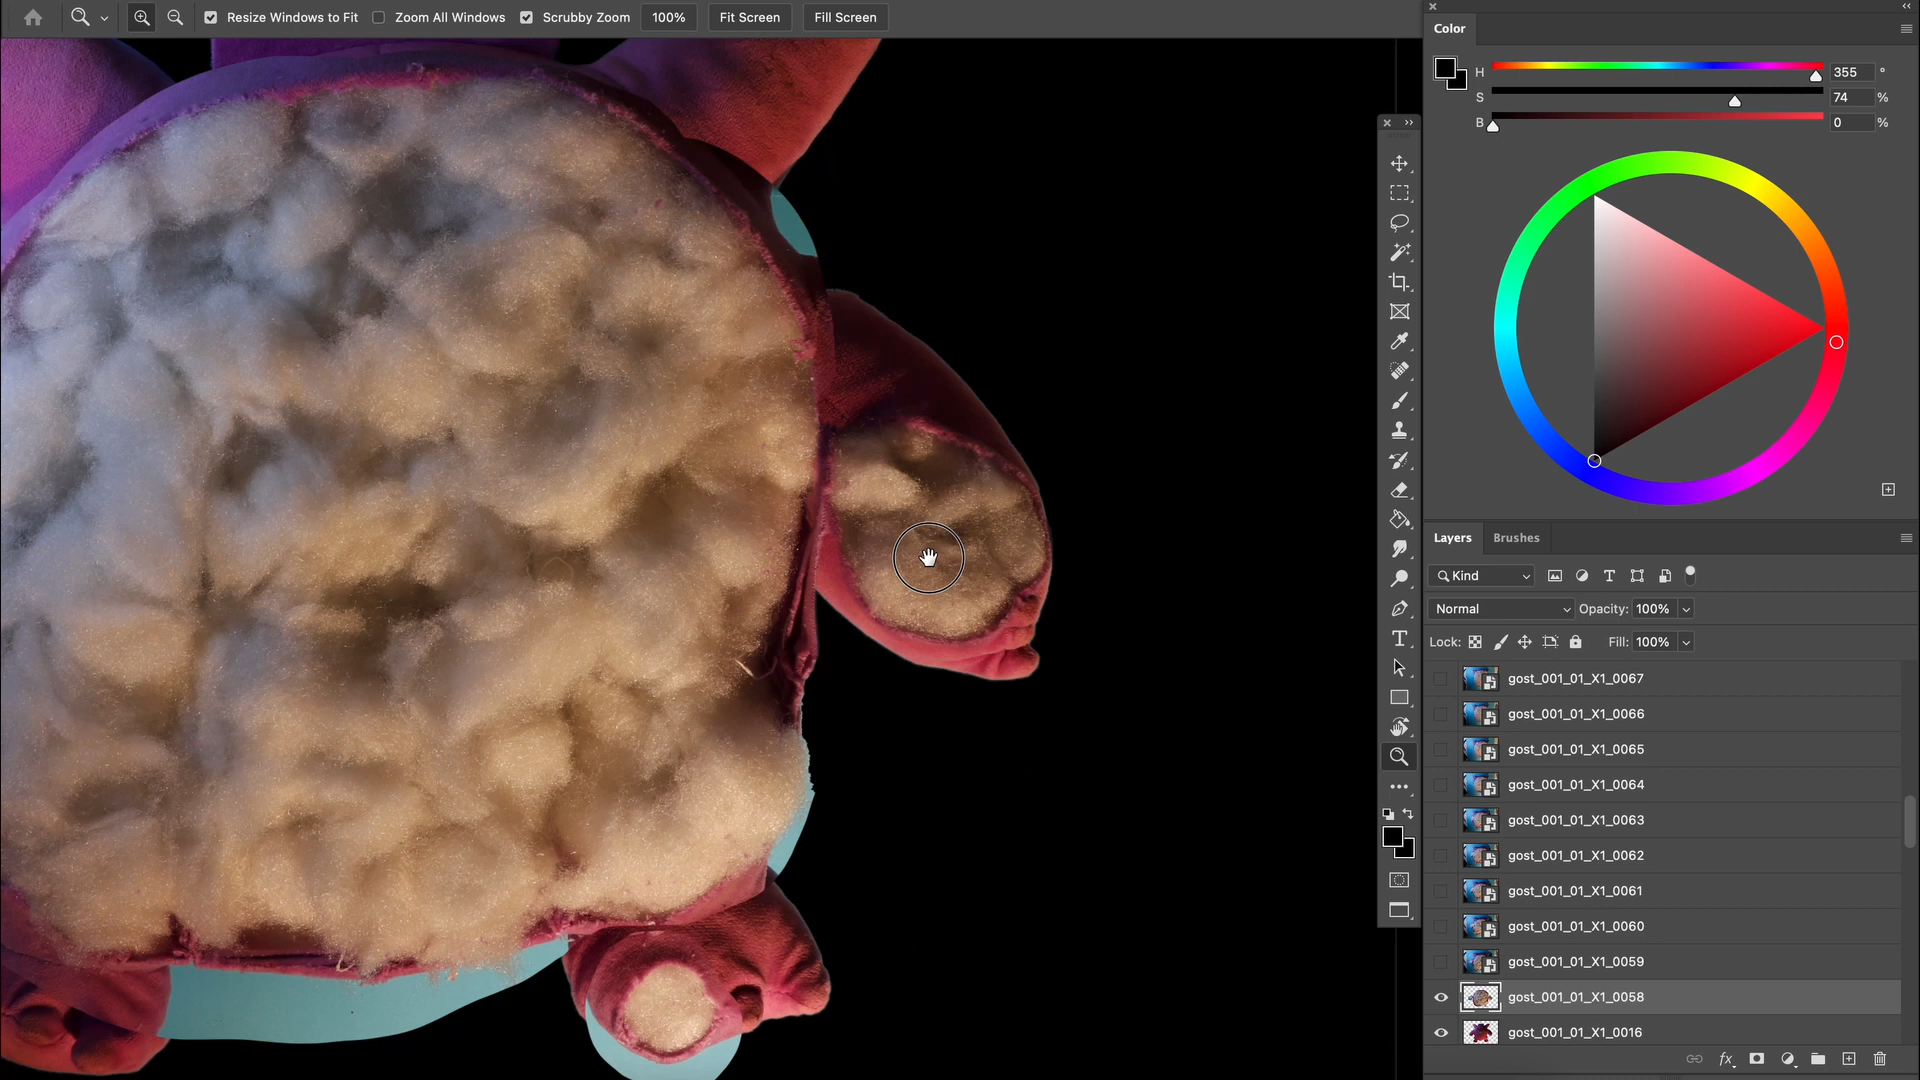 Resize Windows to Fit Zoom All Windows Scrubby Zoom 100% Fit Screen Fill Screen
Color
H 355 °
S 74 %
B 0 %
Layers Brushes
Kind
Normal Opacity: 100%
Lock: Fill: 100%
gost_001_01_X1_0067
gost_001_01_X1_0066
gost_001_01_X1_0065
gost_001_01_X1_0064
gost_001_01_X1_0063
gost_001_01_X1_0062
gost_001_01_X1_0061
gost_001_01_X1_0060
gost_001_01_X1_0059
gost_001_01_X1_0058
gost_001_01_X1_0016
fx